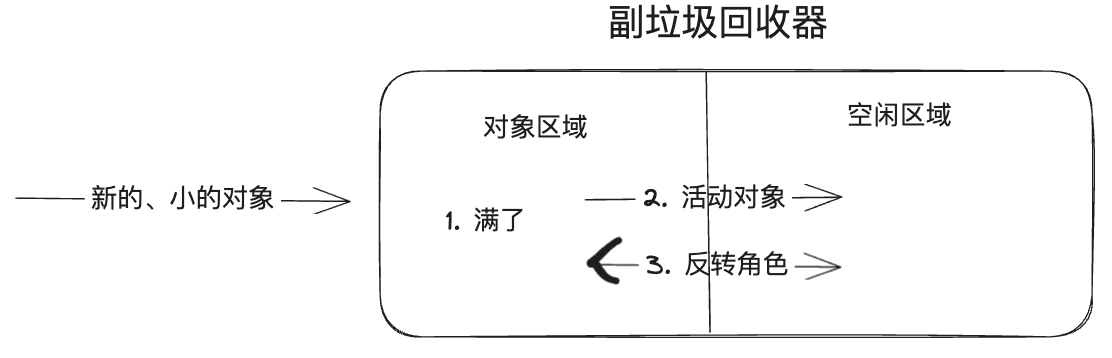 副垃圾回收器
对象区域
空闲区域
新的、小的对象
1. 满了
2. 活动对象
3. 反转角色